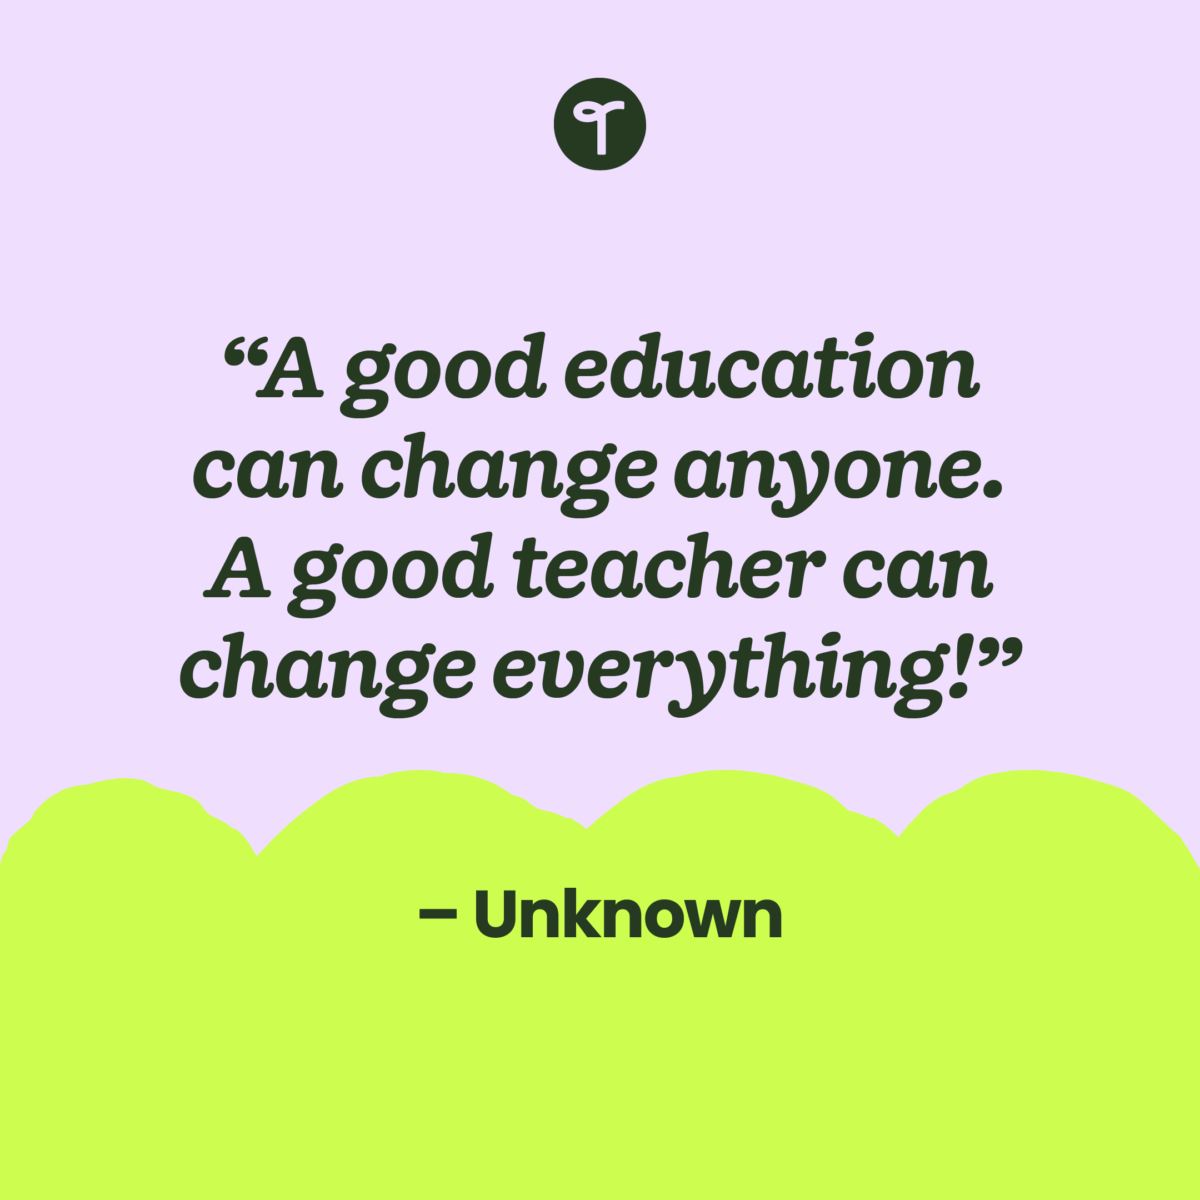 “A good education
can change anyone.
A good teacher can
change everything!”
– Unknown